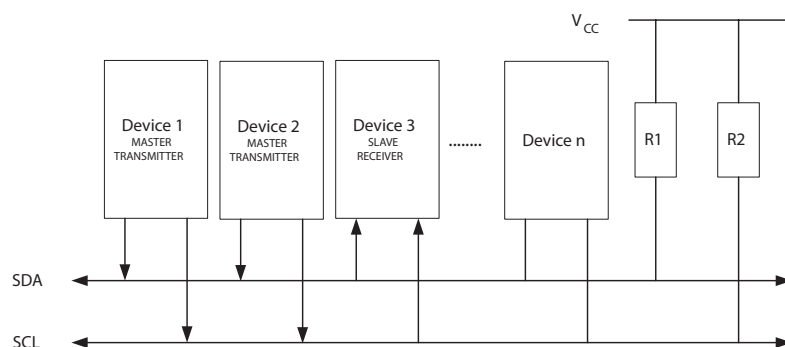 V CC
Device 1
MASTER
TRANSMITTER
Device 2
MASTER
TRANSMITTER
Device 3
SLAVE
RECEIVER
........
Device n
R1
R2
SDA
SCL